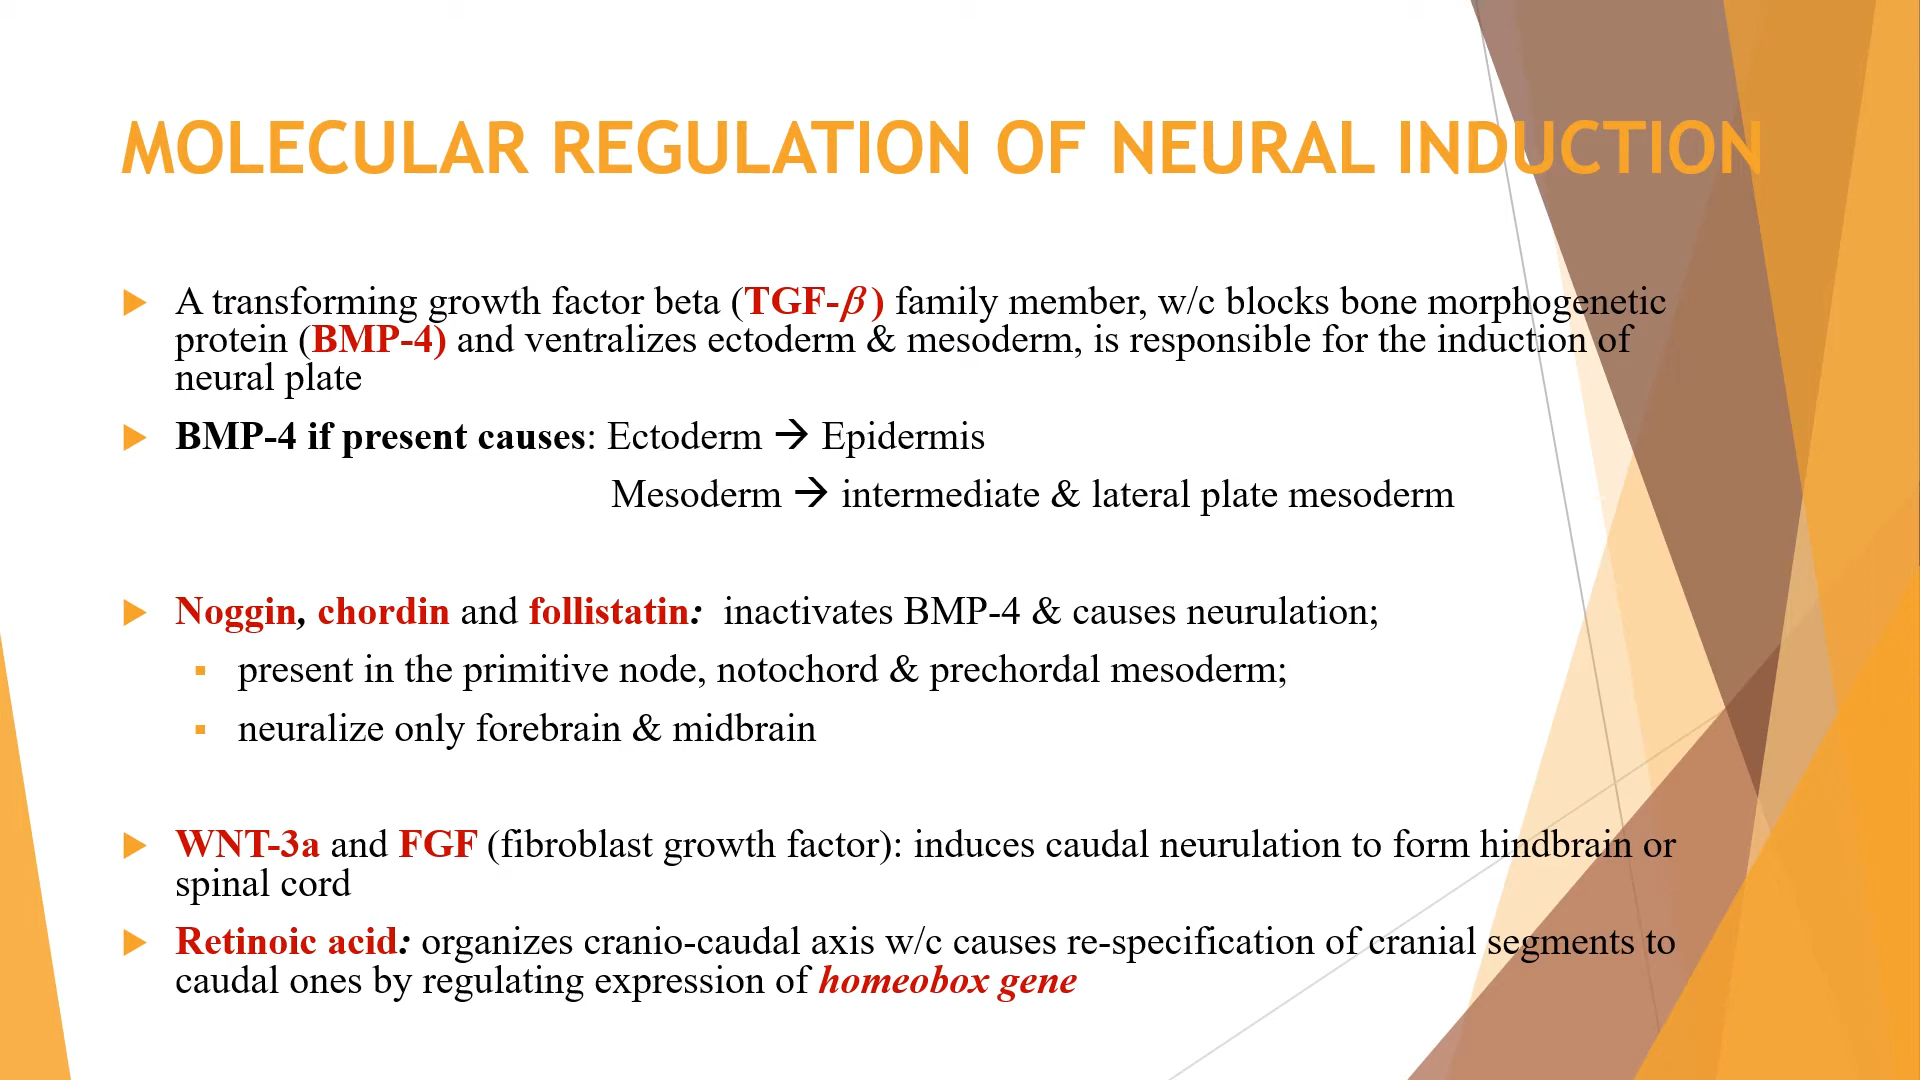 MOLECULAR REGULATION OF NEURAL INDUCTION
A transforming growth factor beta (TGF-β) family member, w/c blocks bone morphogenetic
protein (BMP-4) and ventralizes ectoderm & mesoderm, is responsible for the induction of
neural plate
BMP-4 if present causes: Ectoderm → Epidermis
Mesoderm → intermediate & lateral plate mesoderm
Noggin, chordin and follistatin: inactivates BMP-4 & causes neurulation;
present in the primitive node, notochord & prechordal mesoderm;
neuralize only forebrain & midbrain
WNT-3a and FGF (fibroblast growth factor): induces caudal neurulation to form hindbrain or
spinal cord
Retinoic acid: organizes cranio-caudal axis w/c causes re-specification of cranial segments to
caudal ones by regulating expression of homeobox gene